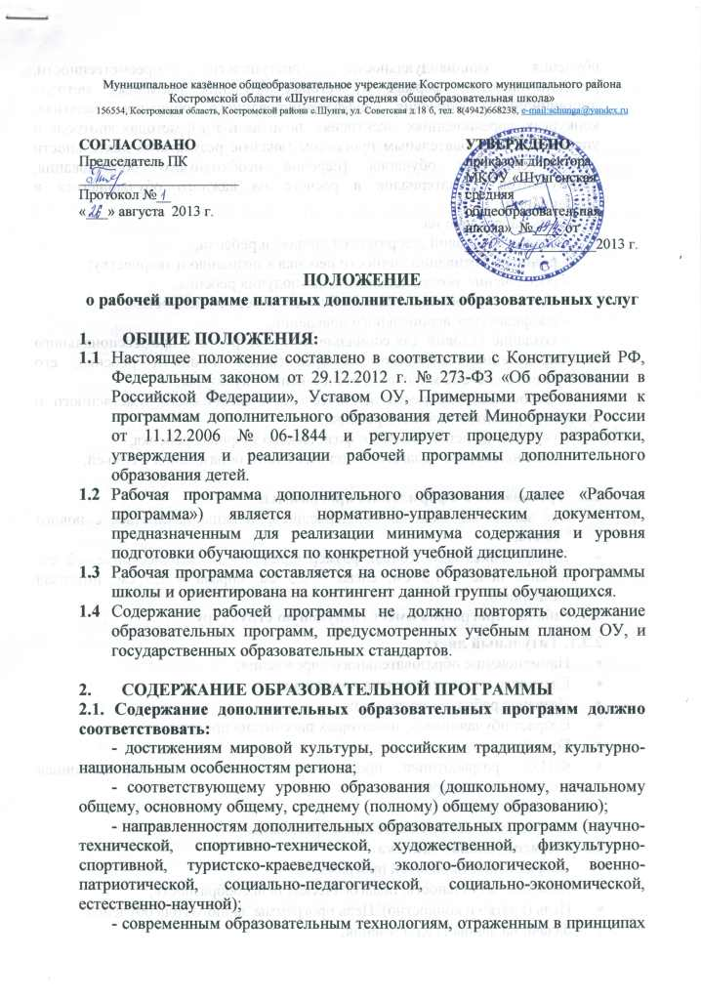 Муниципальное казённое общеобразовательное учреждение Костромского муниципального района
Костромской области «Шунгенская средняя общеобразовательная школа»
156554, Костромская область, Костромской района с.Шунга, ул. Советская д.18 б, тел. 8(4942)668238, e-mail:schunga@yandex.ru
СОГЛАСОВАНО
Председатель ПК
Протокол № 1
« 26 » августа 2013 г.
УТВЕРЖДЕНО
приказом директора
МКОУ «Шунгенская
средняя
общеобразовательная
школа» № от
августа 2013 г.
ПОЛОЖЕНИЕ
о рабочей программе платных дополнительных образовательных услуг
1. ОБЩИЕ ПОЛОЖЕНИЯ:
1.1 Настоящее положение составлено в соответствии с Конституцией РФ,
Федеральным законом от 29.12.2012 г. № 273-ФЗ «Об образовании в
Российской Федерации», Уставом ОУ, Примерными требованиями к
программам дополнительного образования детей Минобрнауки России
от 11.12.2006 № 06-1844 и регулирует процедуру разработки,
утверждения и реализации рабочей программы дополнительного
образования детей.
1.2 Рабочая программа дополнительного образования (далее «Рабочая
программа») является нормативно-управленческим документом,
предназначенным для реализации минимума содержания и уровня
подготовки обучающихся по конкретной учебной дисциплине.
1.3 Рабочая программа составляется на основе образовательной программы
школы и ориентирована на контингент данной группы обучающихся.
1.4 Содержание рабочей программы не должно повторять содержание
образовательных программ, предусмотренных учебным планом ОУ, и
государственных образовательных стандартов.
2. СОДЕРЖАНИЕ ОБРАЗОВАТЕЛЬНОЙ ПРОГРАММЫ
2.1. Содержание дополнительных образовательных программ должно
соответствовать:
- достижениям мировой культуры, российским традициям, культурно-
национальным особенностям региона;
- соответствующему уровню образования (дошкольному, начальному
общему, основному общему, среднему (полному) общему образованию);
- направленностям дополнительных образовательных программ (научно-
технической, спортивно-технической, художественной, физкультурно-
спортивной, туристско-краеведческой, эколого-биологической, военно-
патриотической, социально-педагогической, социально-экономической,
естественно-научной);
- современным образовательным технологиям, отраженным в принципах